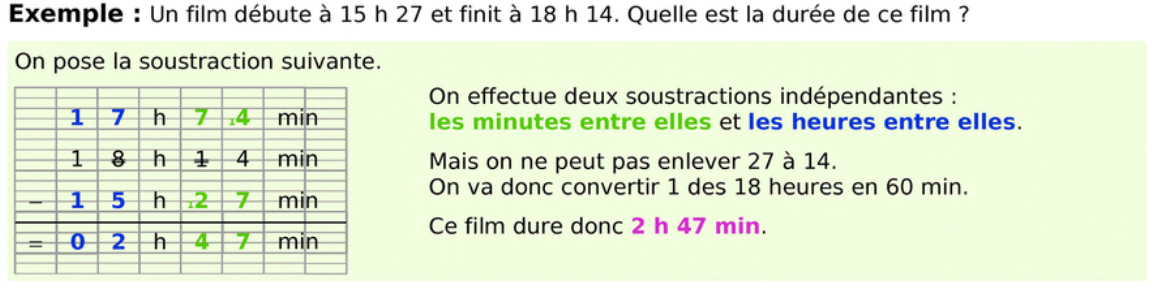 Exemple : Un film débute à 15 h 27 et finit à 18 h 14. Quelle est la durée de ce film ?
On pose la soustraction suivante.
1 7 h 7 14 min
1 8 h 1 4 min
− 1 5 h 12 7 min
= 0 2 h 4 7 min
On effectue deux soustractions indépendantes :
les minutes entre elles et les heures entre elles.
Mais on ne peut pas enlever 27 à 14.
On va donc convertir 1 des 18 heures en 60 min.
Ce film dure donc 2 h 47 min.